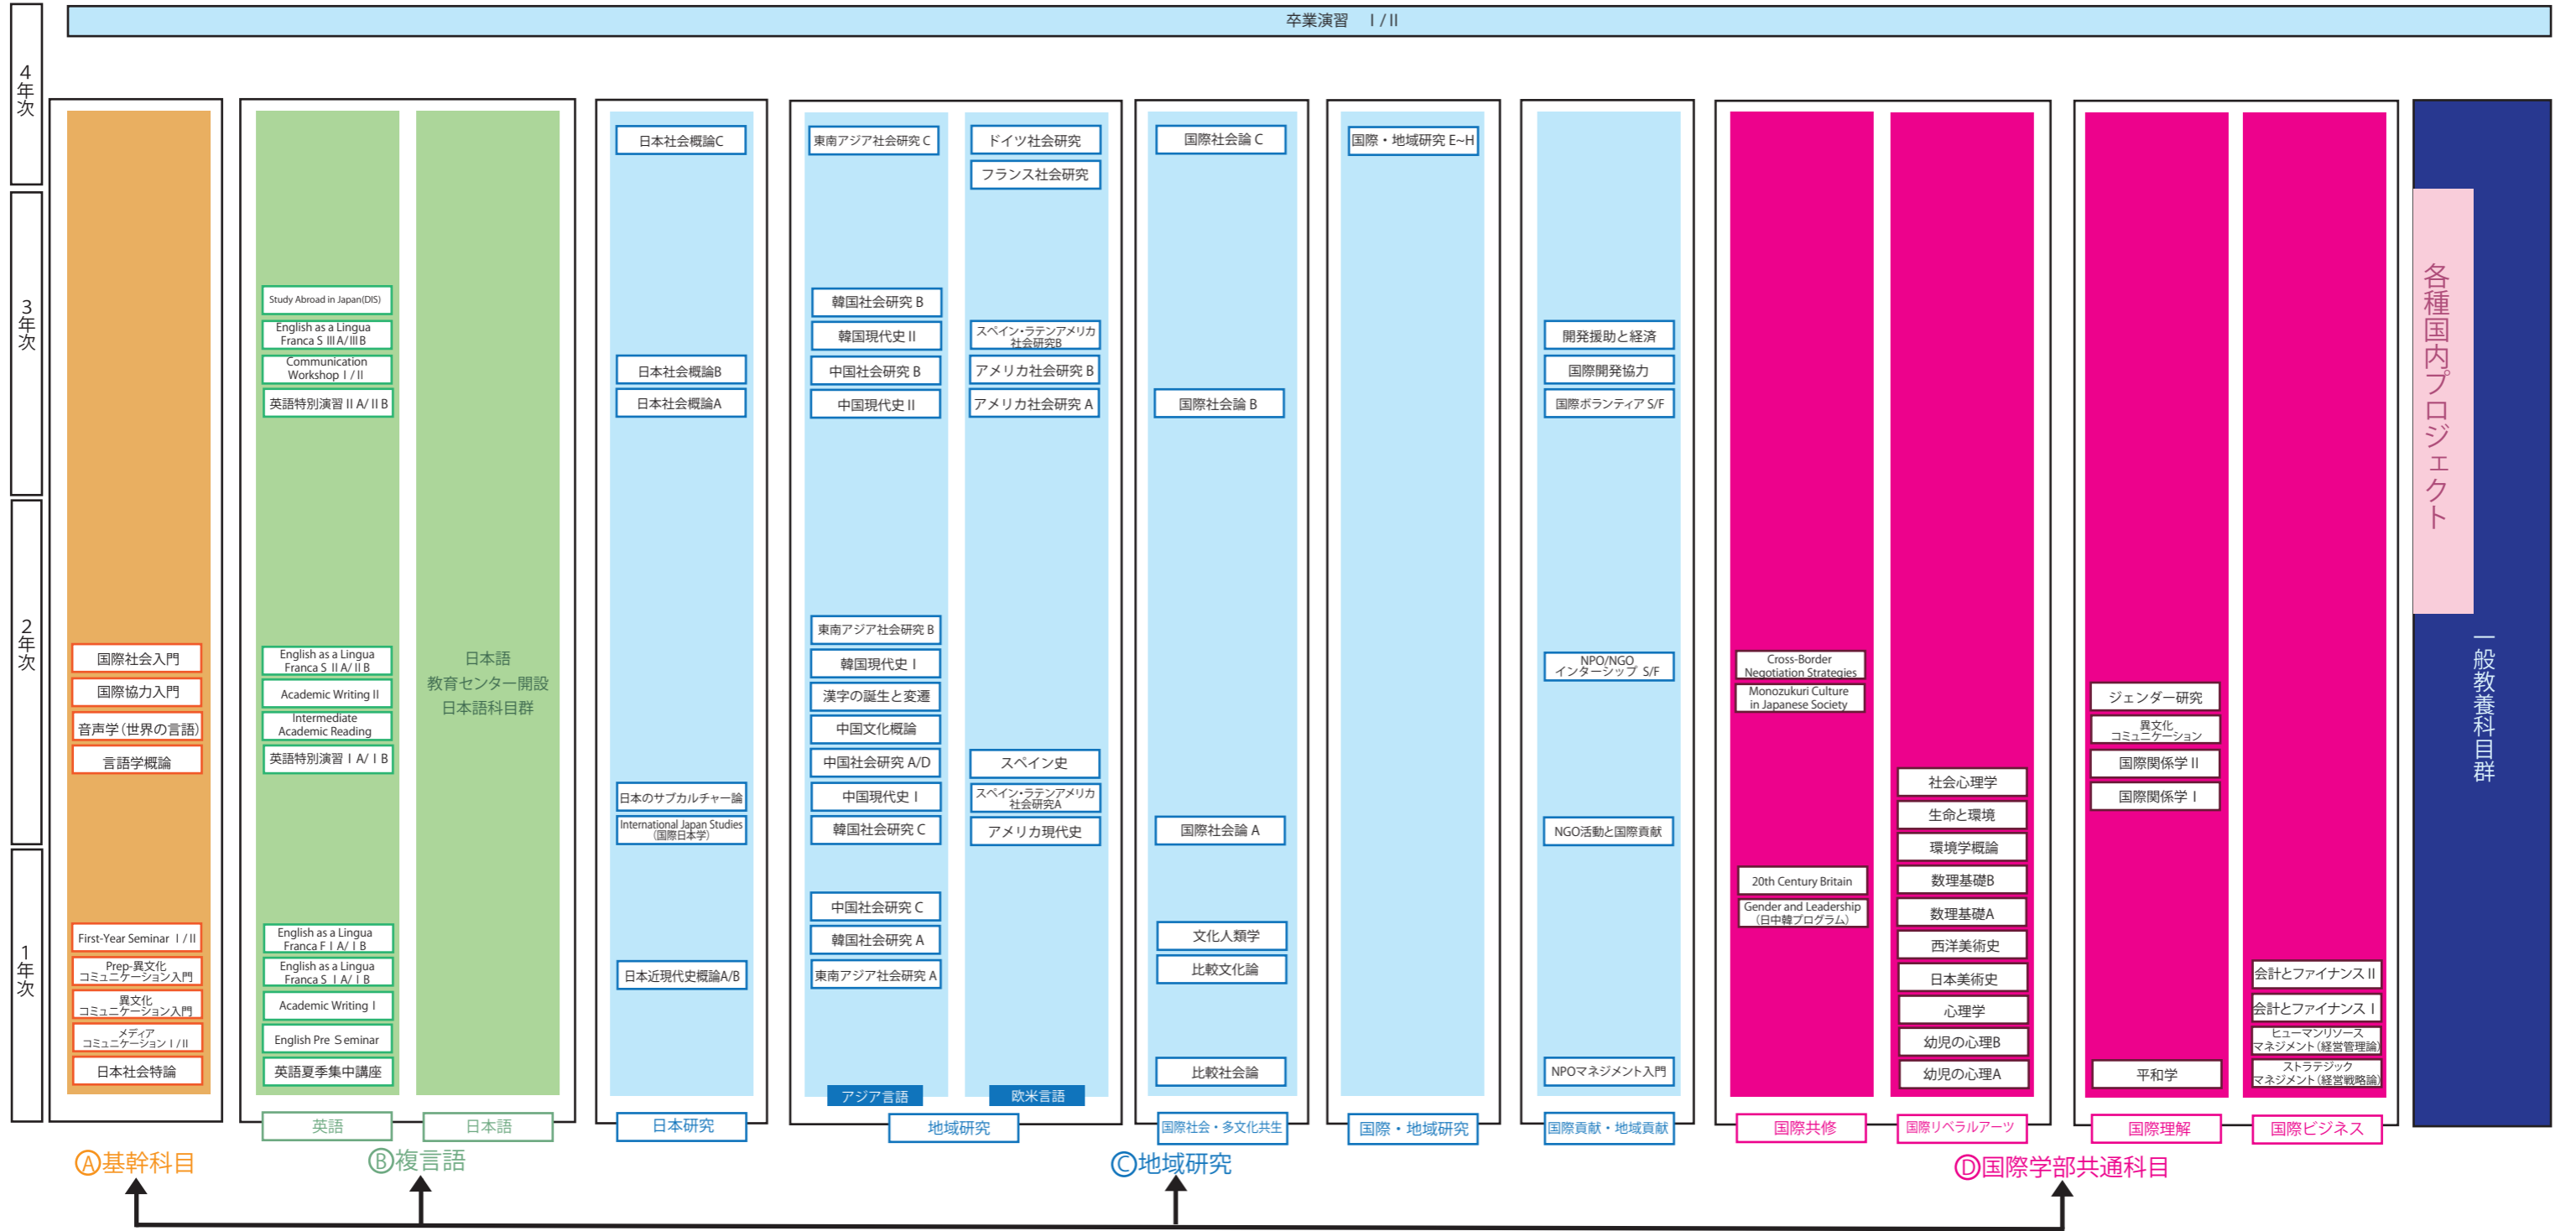 卒業演習　Ⅰ/Ⅱ
4年次
3年次
2年次
1年次
国際社会入門
国際協力入門
音声学(世界の言語)
言語学概論
First-Year Seminar Ⅰ/Ⅱ
Prep-異文化
コミュニケーション入門
異文化
コミュニケーション入門
メディア
コミュニケーションⅠ/Ⅱ
日本社会特論
Study Abroad in Japan(DIS)
English as a Lingua
Franca S ⅢA/ⅢB
Communication
Workshop Ⅰ/Ⅱ
英語特別演習ⅡA/ⅡB
English as a Lingua
Franca S ⅡA/ⅡB
Academic Writing Ⅱ
Intermediate
Academic Reading
英語特別演習ⅠA/ⅠB
English as a Lingua
Franca F ⅠA/ⅠB
English as a Lingua
Franca S ⅠA/ⅠB
Academic Writing Ⅰ
English Pre Seminar
英語夏季集中講座
英語
日本語
教育センター開設
日本語科目群
日本語
日本社会概論C
日本社会概論B
日本社会概論A
日本のサブカルチャー論
International Japan Studies
(国際日本学)
日本近現代史概論A/B
日本研究
東南アジア社会研究 C
韓国社会研究 B
韓国現代史Ⅱ
中国社会研究 B
中国現代史Ⅱ
東南アジア社会研究 B
韓国現代史Ⅰ
漢字の誕生と変遷
中国文化概論
中国社会研究 A/D
中国現代史Ⅰ
韓国社会研究 C
中国社会研究 C
韓国社会研究 A
東南アジア社会研究 A
アジア言語
ドイツ社会研究
フランス社会研究
スペイン・ラテンアメリカ
社会研究B
アメリカ社会研究 B
アメリカ社会研究 A
スペイン史
スペイン・ラテンアメリカ
社会研究A
アメリカ現代史
欧米言語
地域研究
国際社会論 C
国際社会論 B
国際社会論 A
文化人類学
比較文化論
比較社会論
国際社会・多文化共生
国際・地域研究 E~H
国際・地域研究
開発援助と経済
国際開発協力
国際ボランティア S/F
NPO/NGO
インターシップ S/F
NGO活動と国際貢献
NPOマネジメント入門
国際貢献・地域貢献
Cross-Border
Negotiation Strategies
Monozukuri Culture
in Japanese Society
20th Century Britain
Gender and Leadership
(日中韓プログラム)
国際共修
社会心理学
生命と環境
環境学概論
数理基礎B
数理基礎A
西洋美術史
日本美術史
心理学
幼児の心理B
幼児の心理A
国際リベラルアーツ
ジェンダー研究
異文化
コミュニケーション
国際関係学Ⅱ
国際関係学Ⅰ
平和学
国際理解
会計とファイナンスⅡ
会計とファイナンスⅠ
ヒューマンリソース
マネジメント(経営管理論)
ストラテジック
マネジメント(経営戦略論)
国際ビジネス
各種国内プロジェクト
一般教養科目群
Ⓐ基幹科目
Ⓑ複言語
Ⓒ地域研究
Ⓓ国際学部共通科目